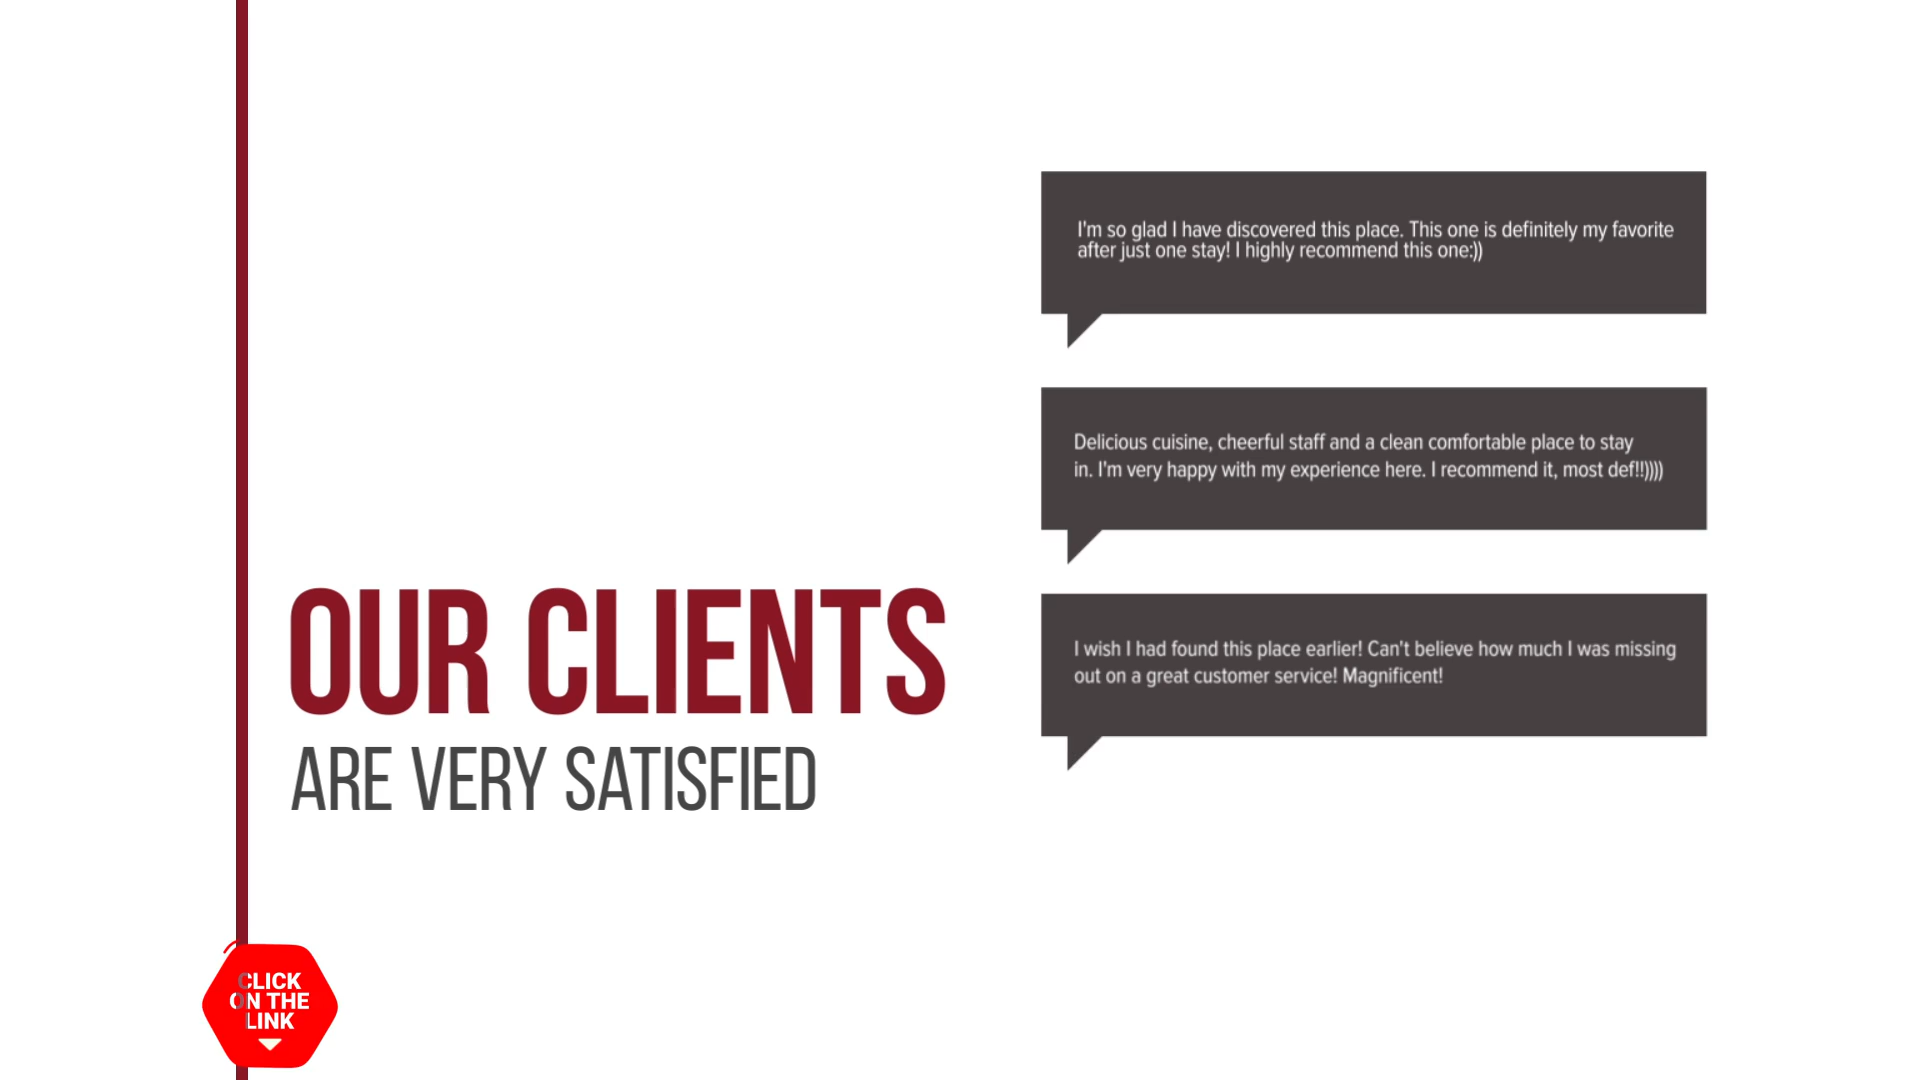 OUR CLIENTS
ARE VERY SATISFIED
I'm so glad I have discovered this place. This one is definitely my favorite
after just one stay! I highly recommend this one:))
Delicious cuisine, cheerful staff and a clean comfortable place to stay
in. I'm very happy with my experience here. I recommend it, most def!!))))
I wish I had found this place earlier! Can't believe how much I was missing
out on a great customer service! Magnificent!
CLICK
ON THE
LINK